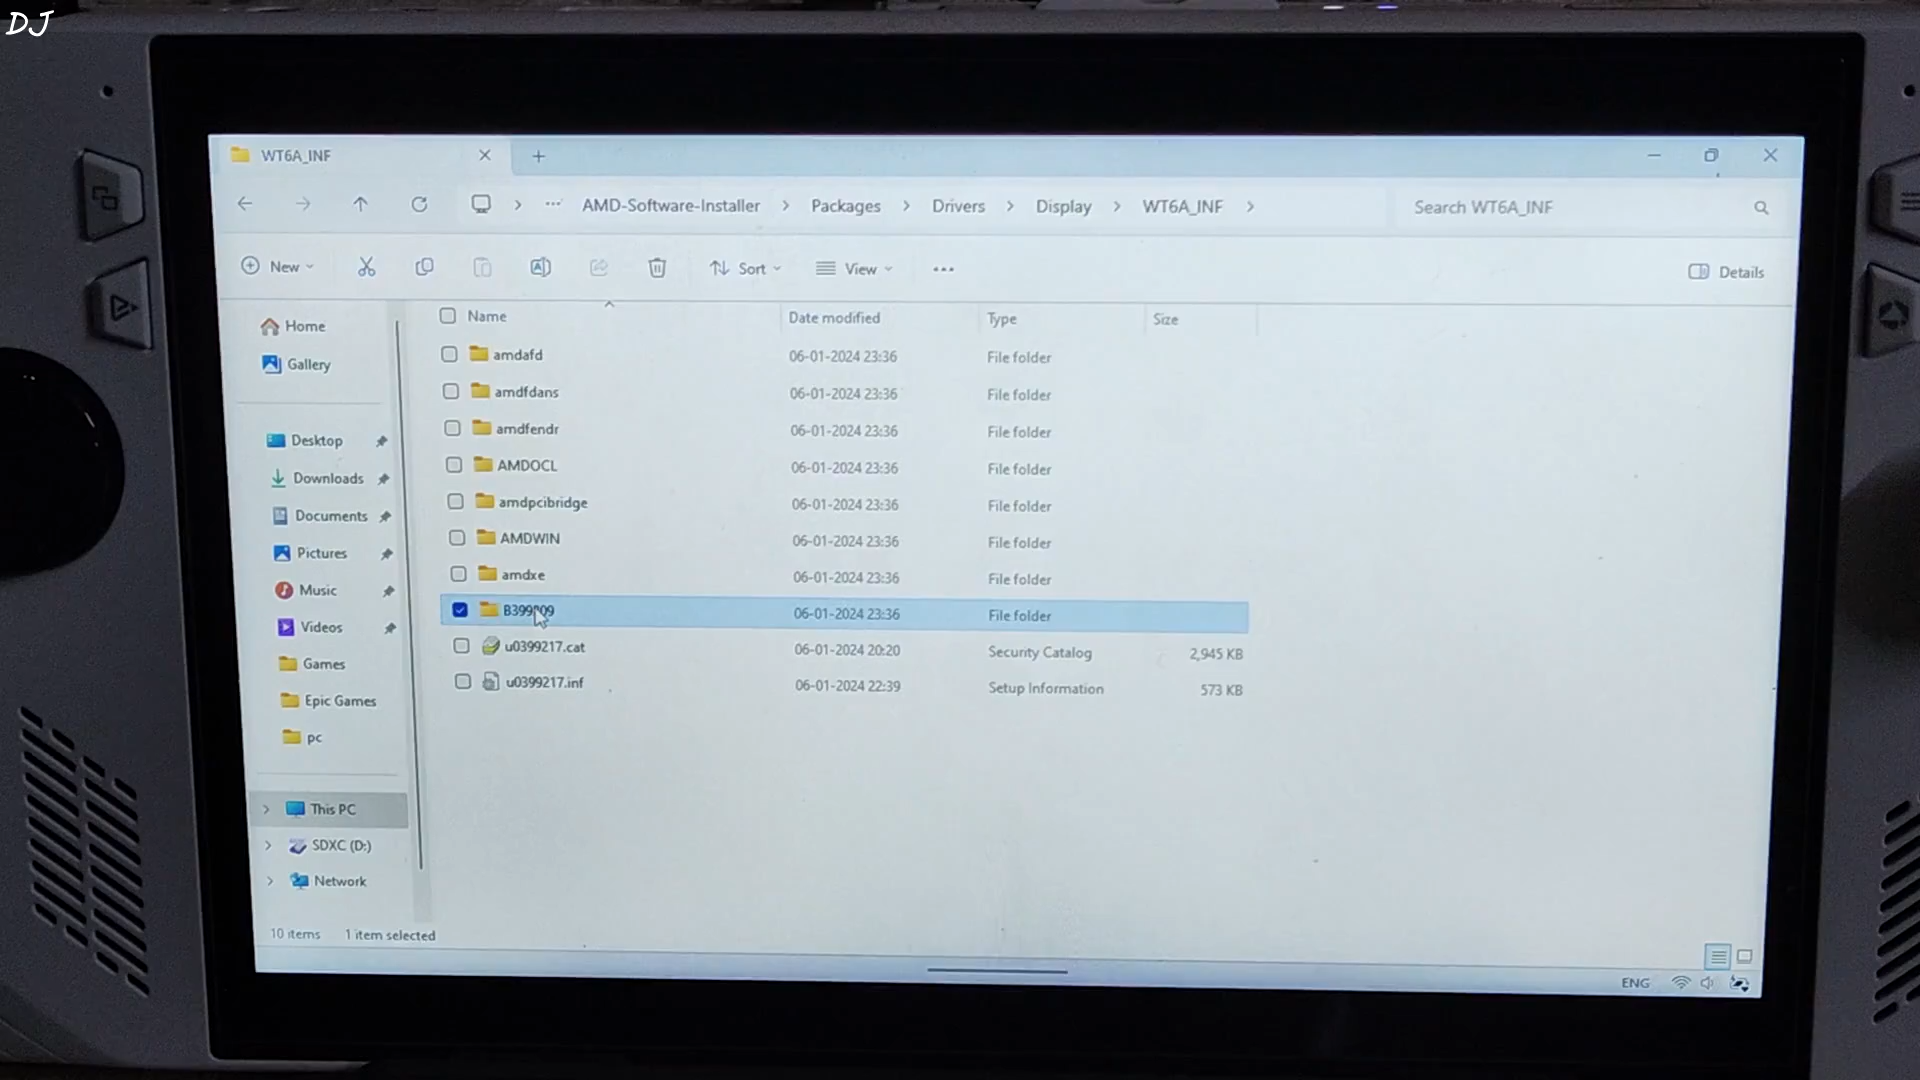 DJ
WT6A_INF
AMD-Software-Installer > Packages > Drivers > Display > WT6A_INF >
Search WT6A_INF
New
Sort
View
Details
Name Date modified Type Size
Home
Gallery
Desktop
Downloads
Documents
Pictures
Music
Videos
Games
Epic Games
pc
This PC
SDXC (D:)
Network
amdafd 06-01-2024 23:36 File folder
amdfdans 06-01-2024 23:36 File folder
amdfendr 06-01-2024 23:36 File folder
AMDOCL 06-01-2024 23:36 File folder
amdpcibridge 06-01-2024 23:36 File folder
AMDWIN 06-01-2024 23:36 File folder
amdxe 06-01-2024 23:36 File folder
06-01-2024 23:36 File folder
u0399217.cat 06-01-2024 20:20 Security Catalog 2,945 KB
u0399217.inf 06-01-2024 22:39 Setup Information 573 KB
10 items 1 item selected
ENG